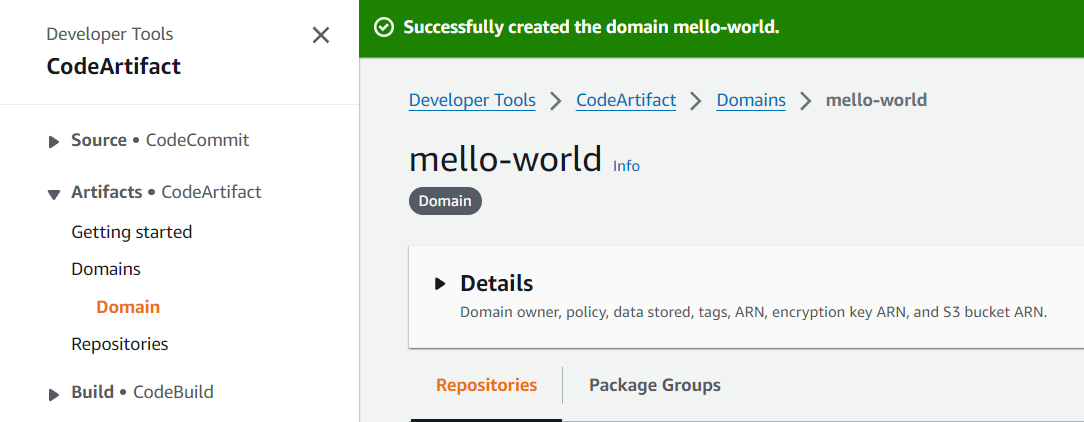 Developer Tools
CodeArtifact
Source • CodeCommit
Artifacts • CodeArtifact
Getting started
Domains
Domain
Repositories
Build • CodeBuild
Successfully created the domain mello-world.
Developer Tools > CodeArtifact > Domains > mello-world
mello-world Info
Domain
Details
Domain owner, policy, data stored, tags, ARN, encryption key ARN, and S3 bucket ARN.
Repositories | Package Groups